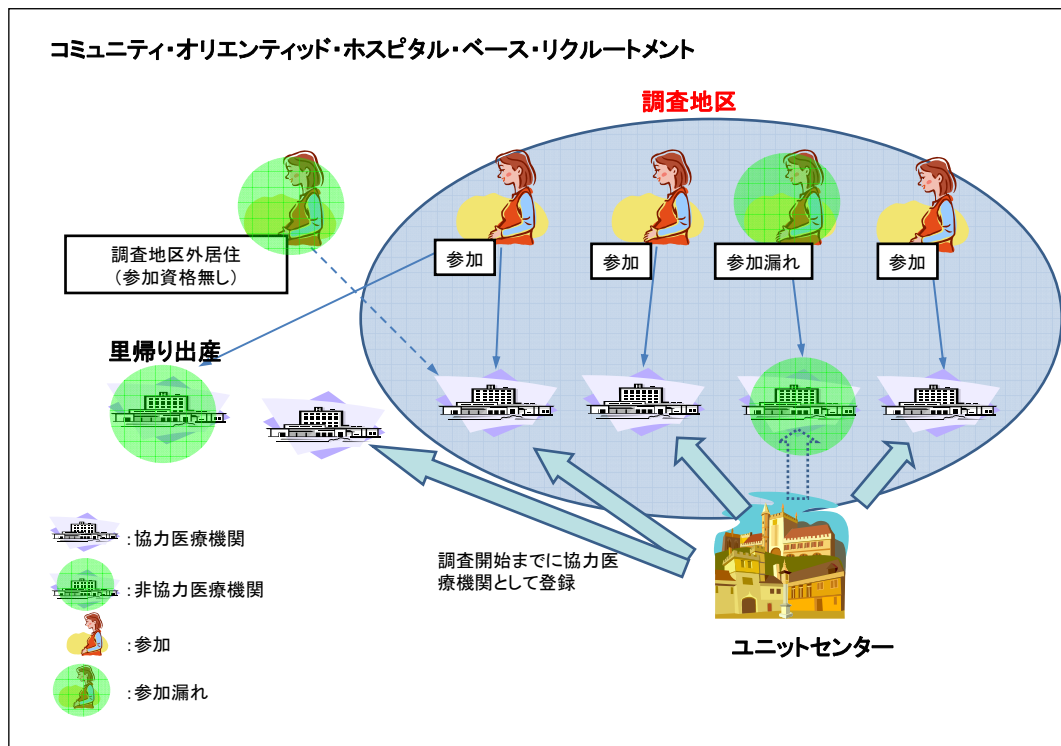 コミュニティ・オリエンティッド・ホスピタル・ベース・リクルートメント
調査地区
調査地区外居住
（参加資格無し）
参加
参加
参加漏れ
参加
里帰り出産
：協力医療機関
：非協力医療機関
：参加
：参加漏れ
調査開始までに協力医
療機関として登録
ユニットセンター